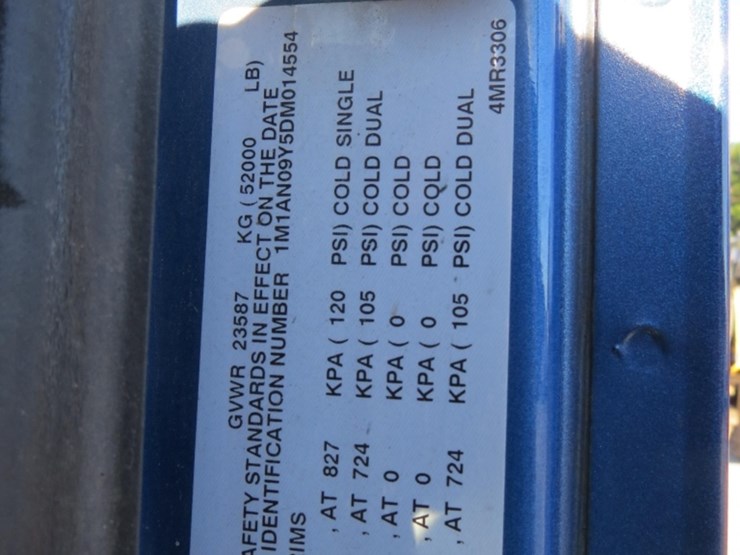 GVWR 23587 KG ( 52000 LB)
AFETY STANDARDS IN EFFECT ON THE DATE
IDENTIFICATION NUMBER 1M1AN09Y5DM014554
RIMS
, AT 827 KPA ( 120 PSI) COLD SINGLE
, AT 724 KPA ( 105 PSI) COLD DUAL
, AT 0 KPA ( 0 PSI) COLD
, AT 0 KPA ( 0 PSI) COLD
, AT 724 KPA ( 105 PSI) COLD DUAL
4MR3306